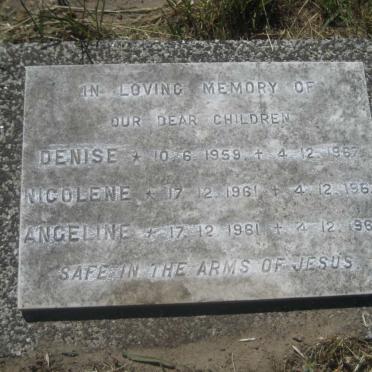 IN LOVING MEMORY OF
OUR DEAR CHILDREN
DENISE * 10.6.1959 + 4.12.1967
NICOLENE * 17.12.1961 + 4.12.196
ANGELINE * 17.12.1961 + 4.12.196
SAFE IN THE ARMS OF JESUS